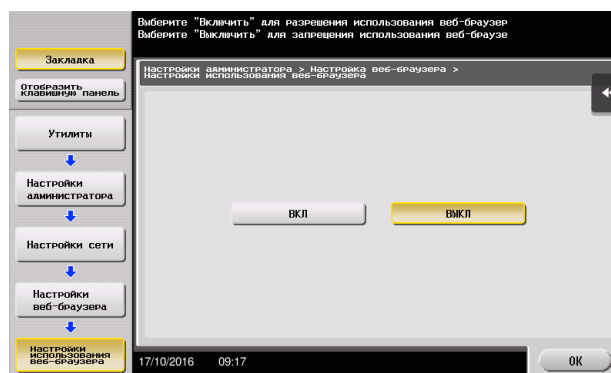 Выберите "Включить" для разрешения использования веб-браузер
Выберите "Выключить" для запрещения использования веб-браузе
Закладка
Отобразить
клавишную панель
Настройки администратора > Настройка веб-браузера >
Настройки использования веб-браузера
Утилиты
Настройки
администратора
ВКЛ
ВЫКЛ
Настройки сети
Настройки
веб-браузера
Настройки
использования
веб-браузера
17/10/2016 09:17
OK